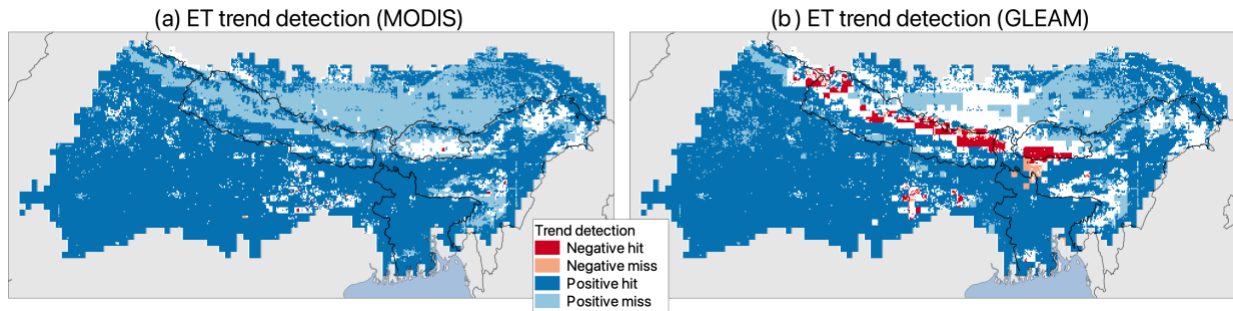 (a) ET trend detection (MODIS)
(b) ET trend detection (GLEAM)
Trend detection
Negative hit
Negative miss
Positive hit
Positive miss